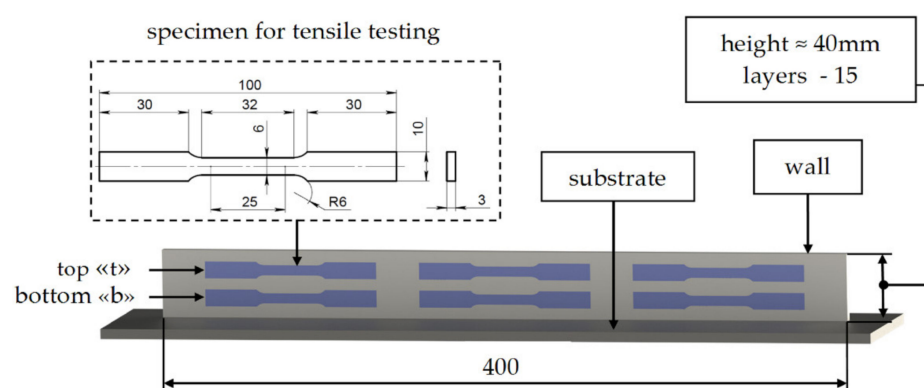 specimen for tensile testing
height ≈ 40mm
layers - 15
100
30
32
30
6
10
25
R6
3
substrate
wall
top «t»
bottom «b»
400